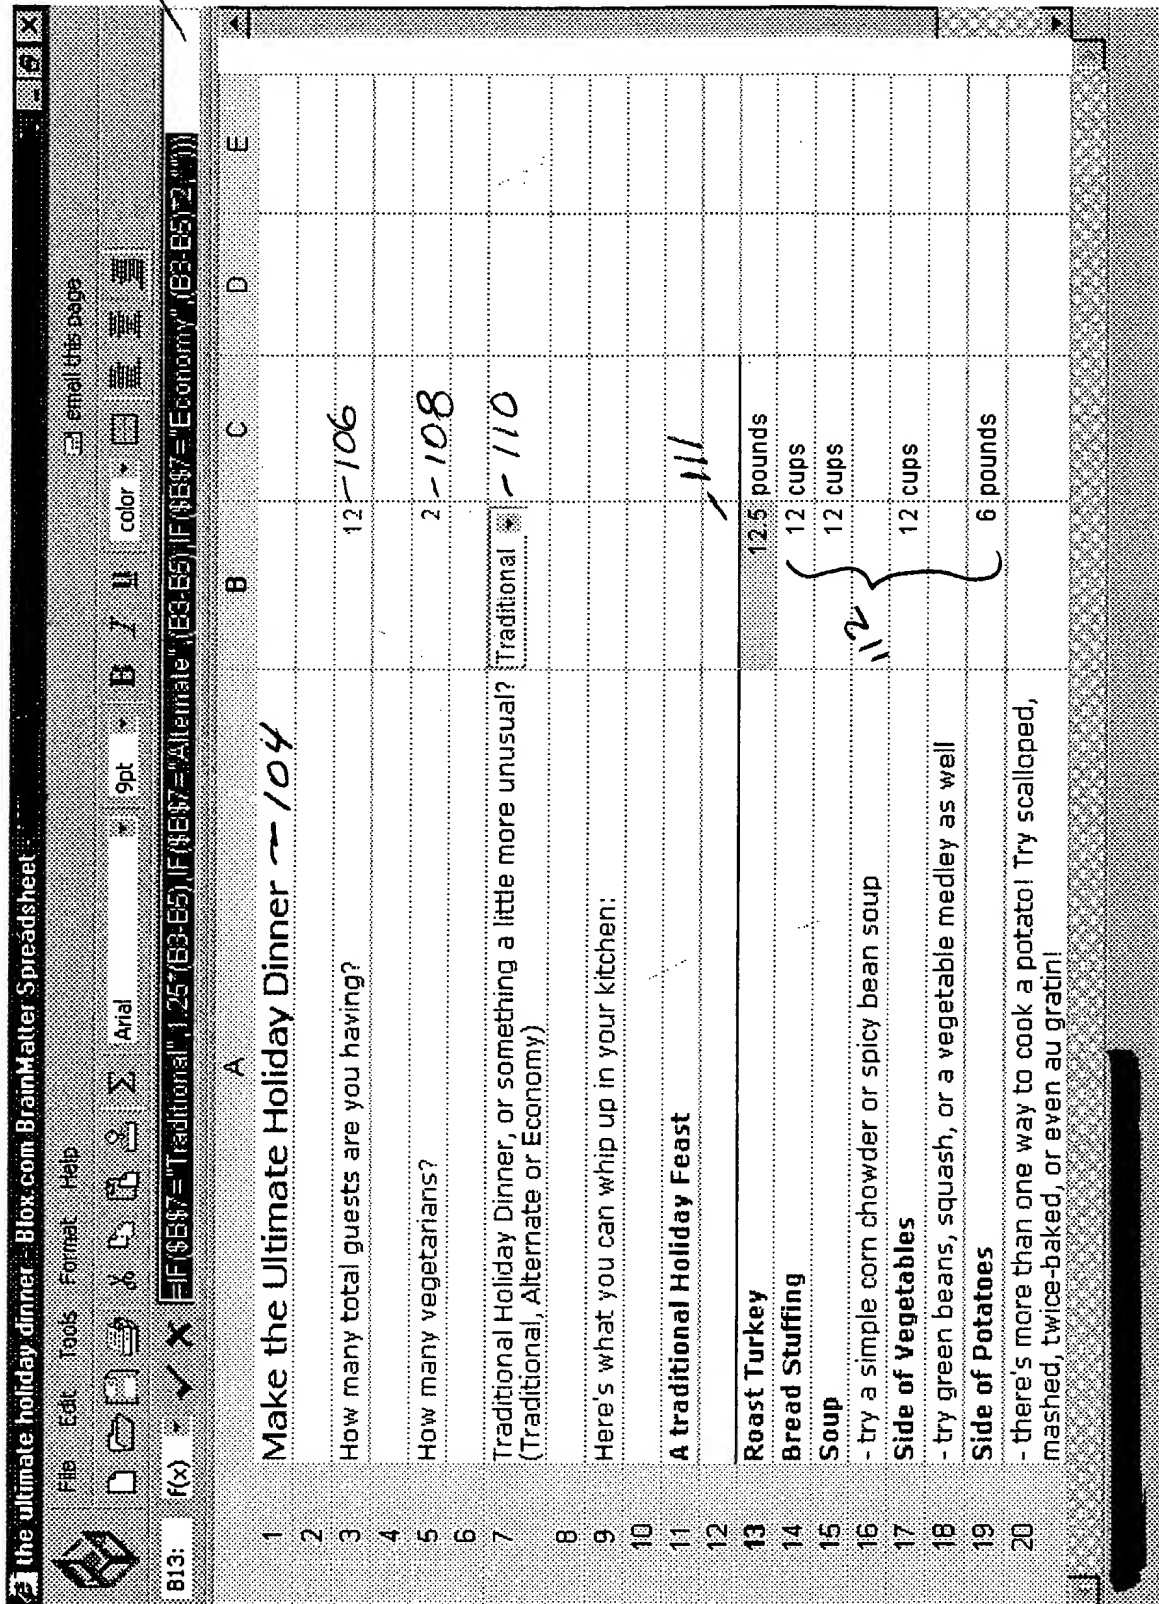 the ultimate holiday dinner - Blox.com BrainMatter Spreadsheet
File Edit Tools Format Help email this page
Σ Arial 9pt B I U color
B13: f(x) =IF($B$7="Traditional",1.25*(B3-B5),IF($B$7="Alternate",(B3-B5),IF($B$7="Economy",(B3-B5)*2,"")))
A B C D E
1 Make the Ultimate Holiday Dinner - 104
2
3 How many total guests are you having? 12 - 106
4
5 How many vegetarians? 2 - 108
6
7 Traditional Holiday Dinner, or something a little more unusual? Traditional - 110
(Traditional, Alternate or Economy)
8
9 Here's what you can whip up in your kitchen:
10
11 A traditional Holiday Feast
12 - 111
13 Roast Turkey 12.5 pounds
14 Bread Stuffing 12 cups
15 Soup 12 cups
16 - try a simple corn chowder or spicy bean soup 112
17 Side of Vegetables 12 cups
18 - try green beans, squash, or a vegetable medley as well
19 Side of Potatoes 6 pounds
20 - there's more than one way to cook a potato! Try scalloped,
mashed, twice-baked, or even au gratin!